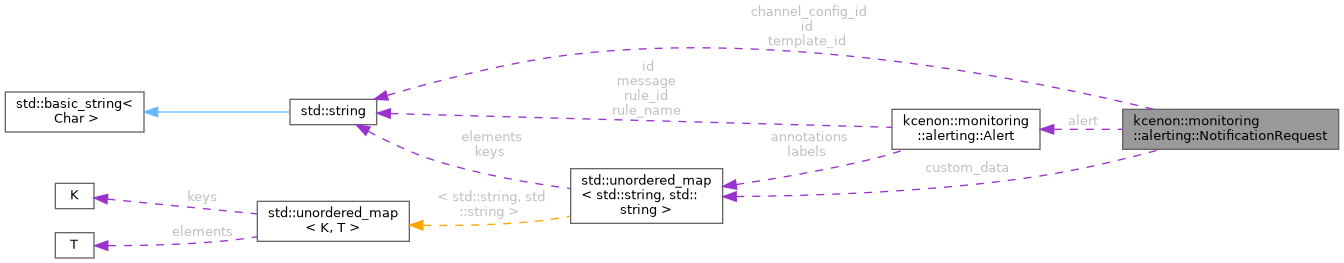 channel_config_id
id
template_id
id
message
rule_id
rule_name
std::basic_string<
Char >
std::string
kcenon::monitoring
::alerting::Alert
alert
kcenon::monitoring
::alerting::NotificationRequest
elements
keys
annotations
labels
custom_data
std::unordered_map
< std::string, std::
string >
K
keys
< std::string, std
::string >
std::unordered_map
< K, T >
elements
T